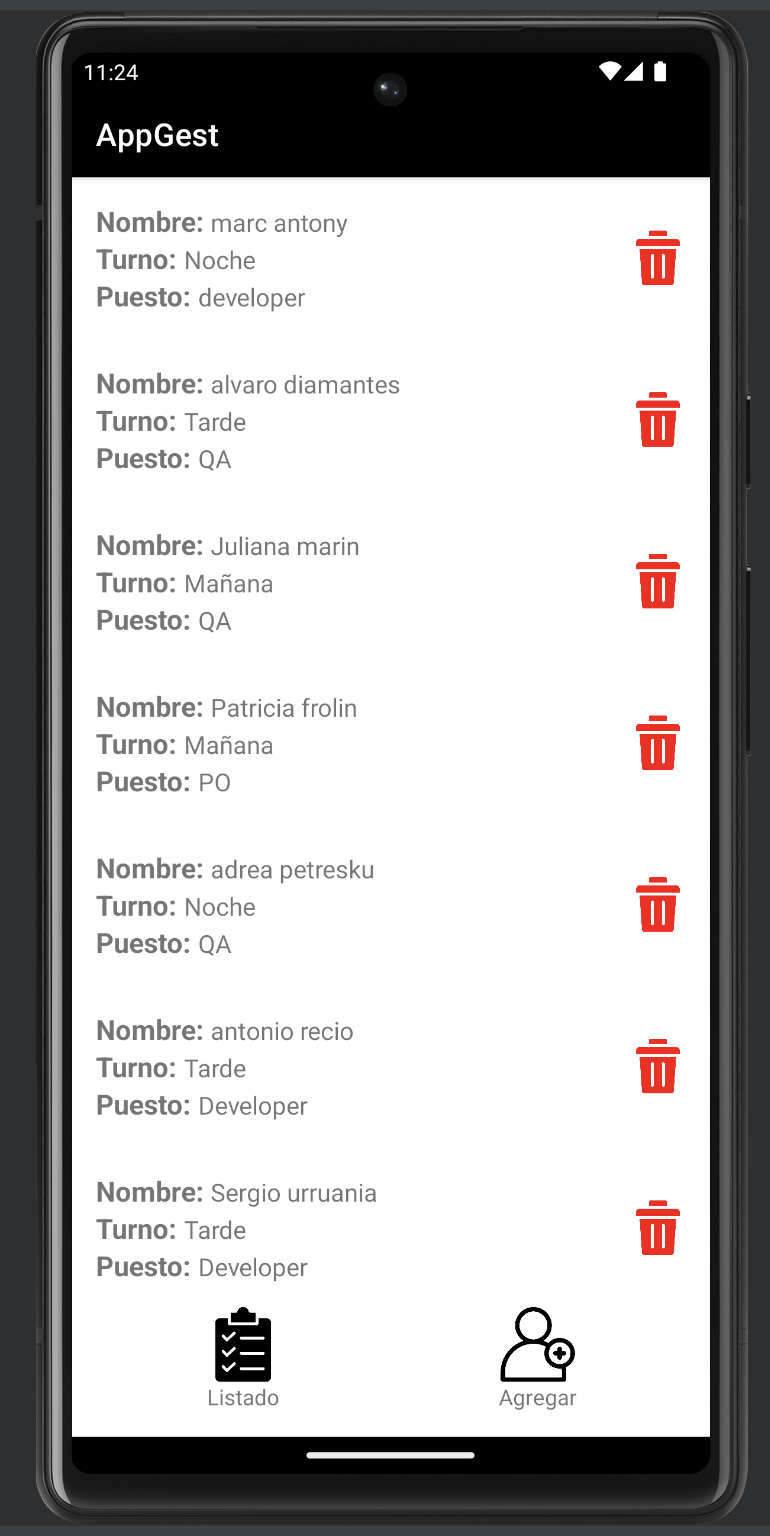 11:24
AppGest
Nombre: marc antony
Turno: Noche
Puesto: developer
Nombre: alvaro diamantes
Turno: Tarde
Puesto: QA
Nombre: Juliana marin
Turno: Mañana
Puesto: QA
Nombre: Patricia frolin
Turno: Mañana
Puesto: PO
Nombre: adrea petresku
Turno: Noche
Puesto: QA
Nombre: antonio recio
Turno: Tarde
Puesto: Developer
Nombre: Sergio urruania
Turno: Tarde
Puesto: Developer
Listado
Agregar